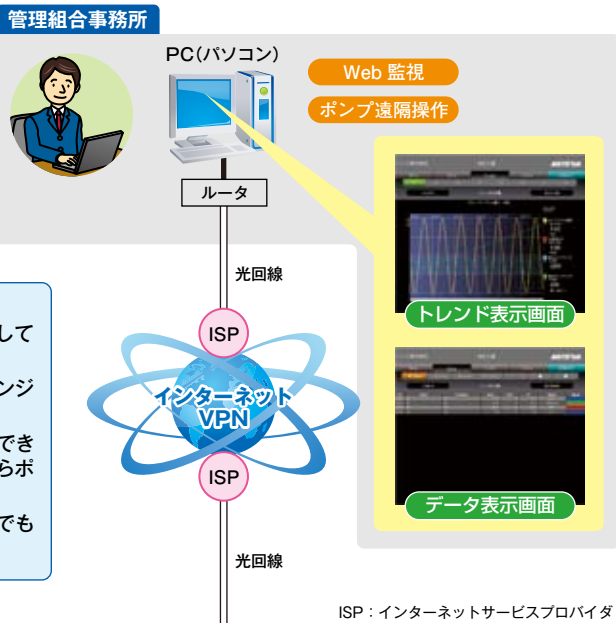 管理組合事務所
PC（パソコン）
Web 監視
ポンプ遠隔操作
ルータ
光回線
トレンド表示画面
ISP
インターネット
VPN
ISP
データ表示画面
光回線
して
ンジ
でき
らポ
でも
ISP：インターネットサービスプロバイダ